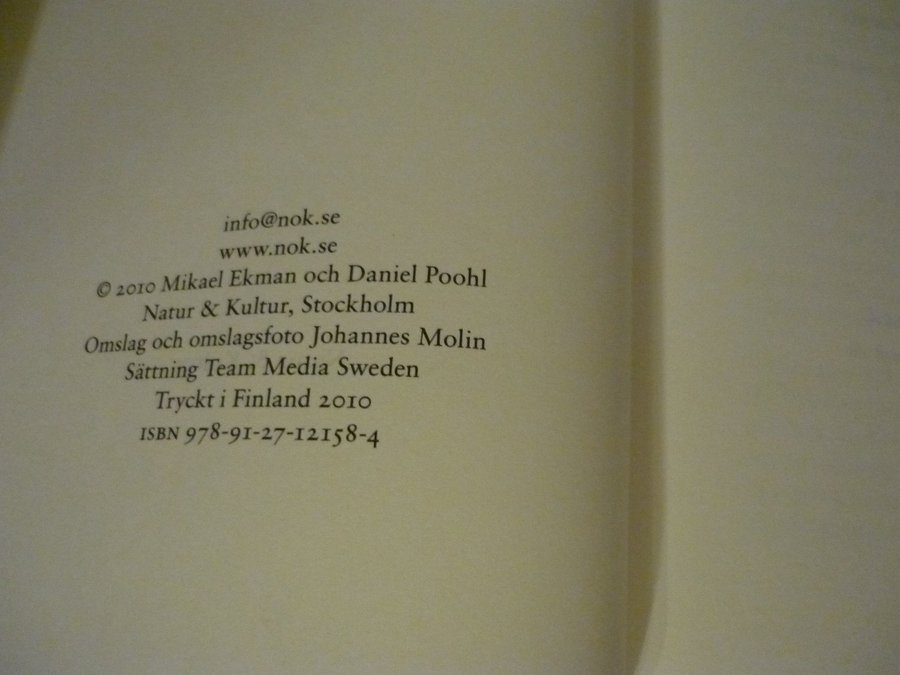 info@nok.se
www.nok.se
© 2010 Mikael Ekman och Daniel Poohl
Natur & Kultur, Stockholm
Omslag och omslagsfoto Johannes Molin
Sättning Team Media Sweden
Tryckt i Finland 2010
ISBN 978-91-27-12158-4